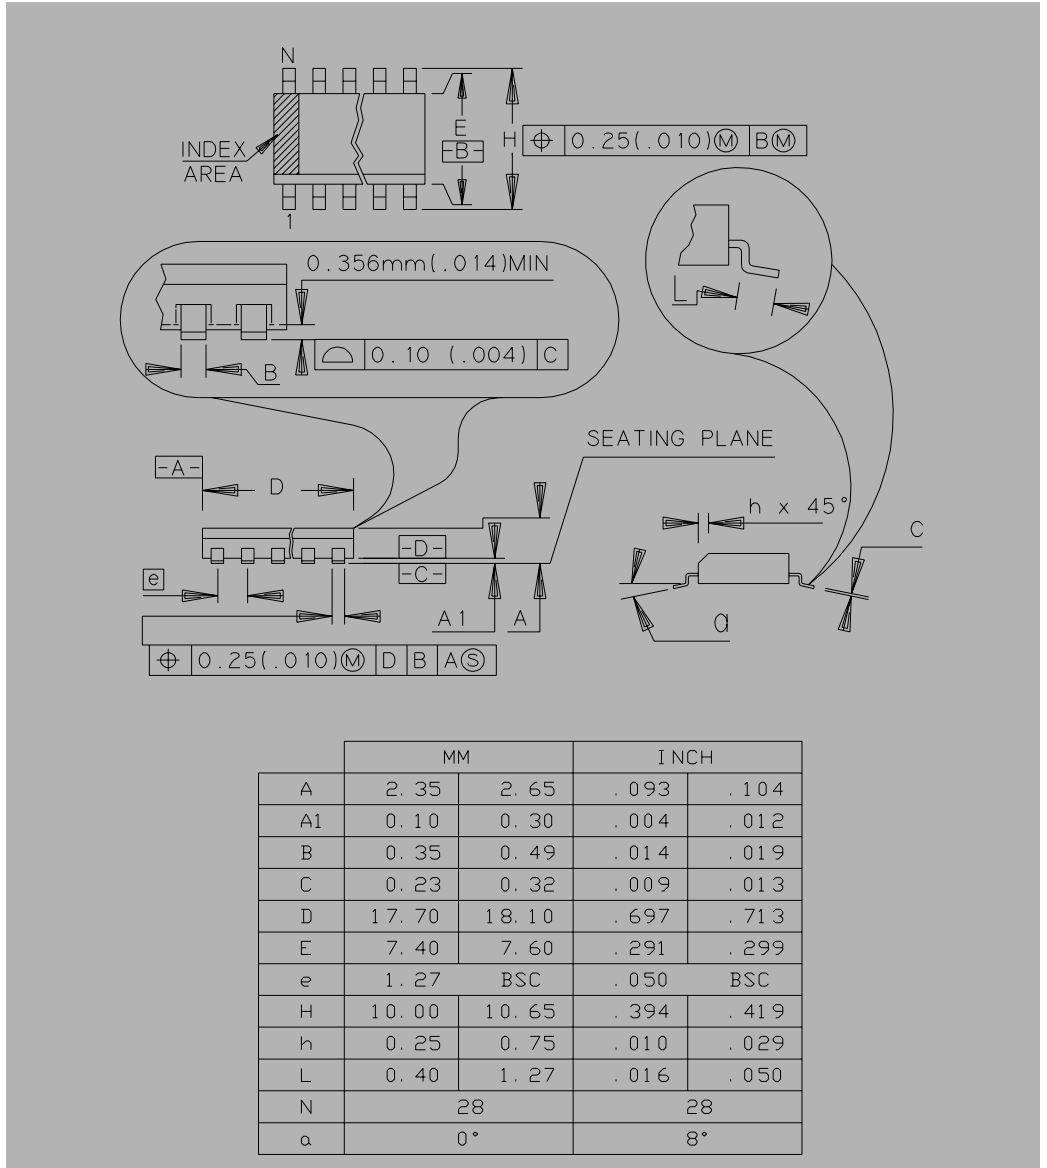 N
INDEX
AREA
1
E
-B-
H
⌖ 0.25(.010)Ⓜ BⓂ
0.356mm(.014)MIN
⌓ 0.10 (.004) C
B
L
SEATING PLANE
-A-
D
h x 45°
-D-
-C-
C
e
A1
A
α
⌖ 0.25(.010)Ⓜ D B AⓈ
MM INCH
A 2.35 2.65 .093 .104
A1 0.10 0.30 .004 .012
B 0.35 0.49 .014 .019
C 0.23 0.32 .009 .013
D 17.70 18.10 .697 .713
E 7.40 7.60 .291 .299
e 1.27 BSC .050 BSC
H 10.00 10.65 .394 .419
h 0.25 0.75 .010 .029
L 0.40 1.27 .016 .050
N 28 28
α 0° 8°